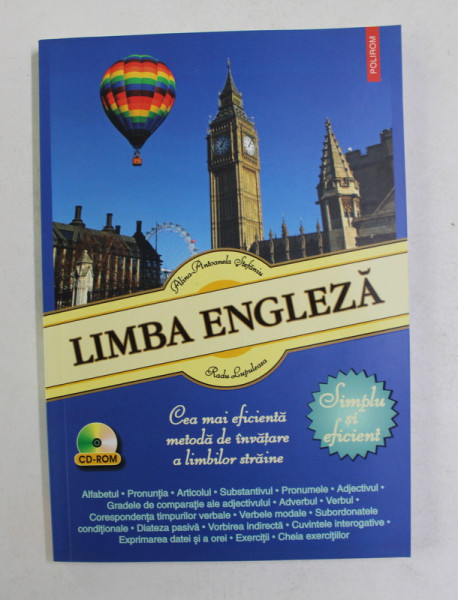 POLIROM
Alina-Antoanela Ștefăniu
LIMBA ENGLEZĂ
Radu Lupuleasa
Cea mai eficientă
metodă de învățare
a limbilor străine
Simplu
și
eficient
CD-ROM
Alfabetul • Pronunția • Articolul • Substantivul • Pronumele • Adjectivul •
Gradele de comparație ale adjectivului • Adverbul • Verbul •
Corespondența timpurilor verbale • Verbele modale • Subordonatele
condiționale • Diateza pasivă • Vorbirea indirectă • Cuvintele interogative •
Exprimarea datei și a orei • Exerciții • Cheia exercițiilor